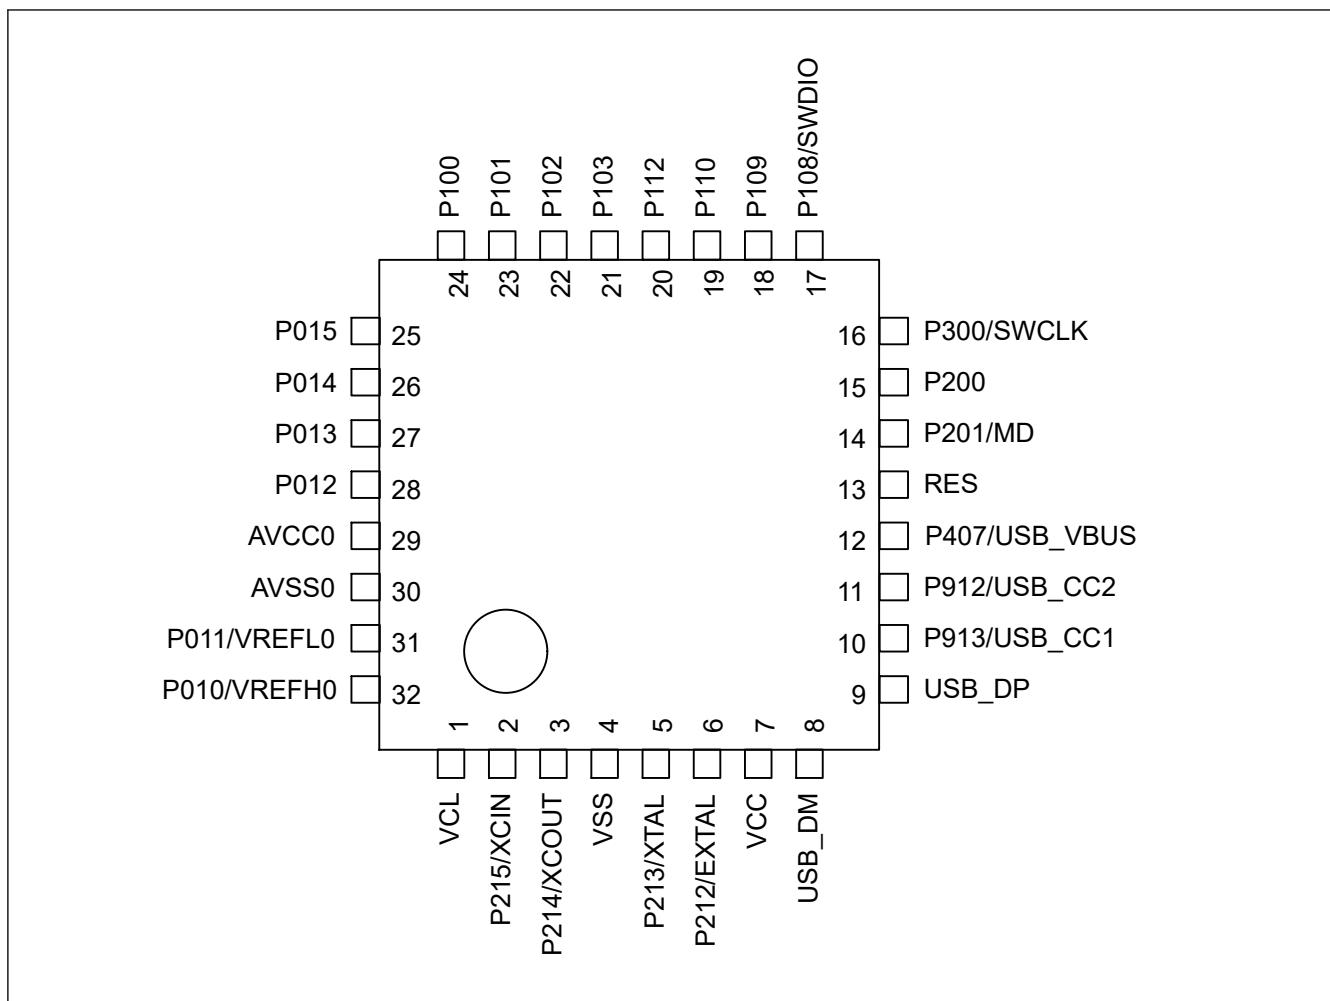 P100
P101
P102
P103
P112
P110
P109
P108/SWDIO
24
23
22
21
20
19
18
17
P015 25
P014 26
P013 27
P012 28
AVCC0 29
AVSS0 30
P011/VREFL0 31
P010/VREFH0 32
16 P300/SWCLK
15 P200
14 P201/MD
13 RES
12 P407/USB_VBUS
11 P912/USB_CC2
10 P913/USB_CC1
9 USB_DP
1
2
3
4
5
6
7
8
VCL
P215/XCIN
P214/XCOUT
VSS
P213/XTAL
P212/EXTAL
VCC
USB_DM